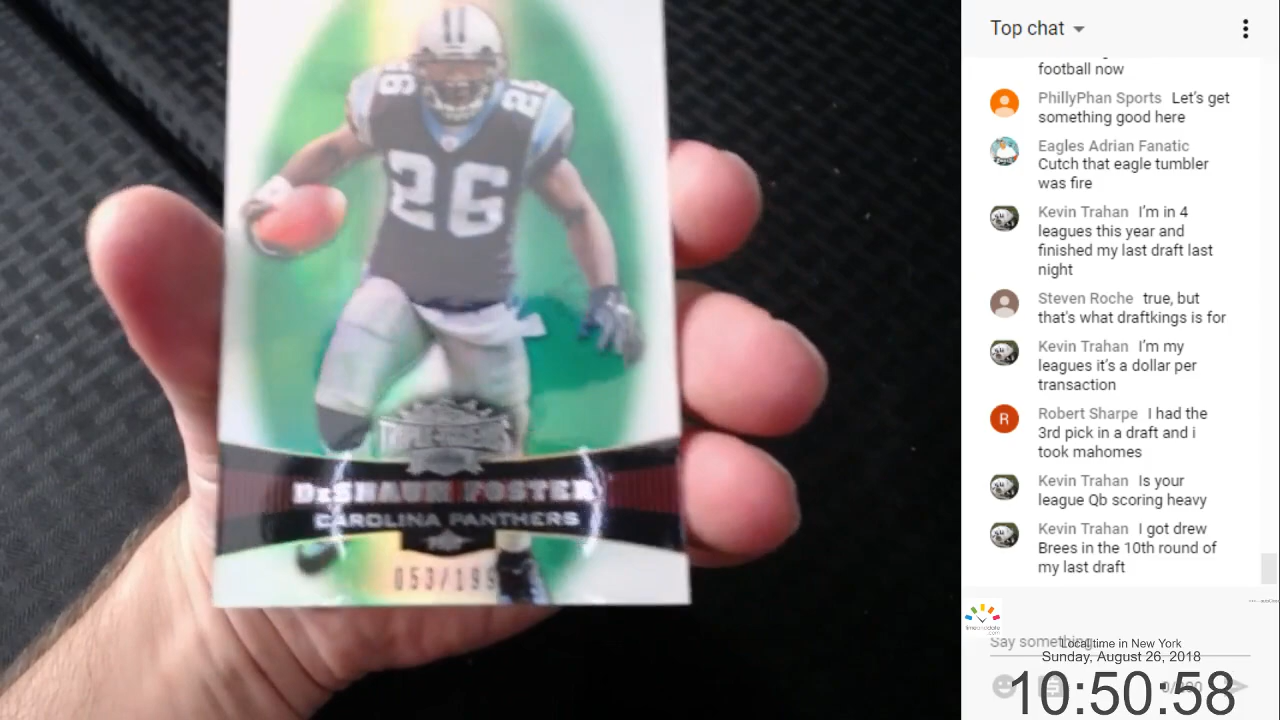 26
26
26
DeSHAUN FOSTER
CAROLINA PANTHERS
053/199
Top chat
football now
PhillyPhan Sports Let's get
something good here
Eagles Adrian Fanatic
Cutch that eagle tumbler
was fire
Kevin Trahan I'm in 4
leagues this year and
finished my last draft last
night
Steven Roche true, but
that's what draftkings is for
Kevin Trahan I'm my
leagues it's a dollar per
transaction
R
Robert Sharpe I had the
3rd pick in a draft and i
took mahomes
Kevin Trahan Is your
league Qb scoring heavy
Kevin Trahan I got drew
Brees in the 10th round of
my last draft
Say something...
Local time in New York
Sunday, August 26, 2018
10:50:58